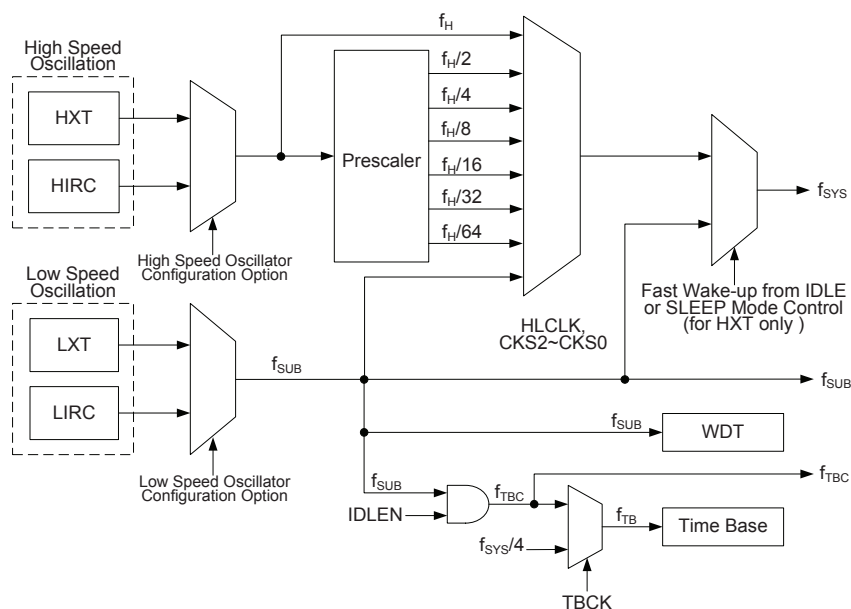 High Speed
Oscillation
HXT
HIRC
High Speed Oscillator
Configuration Option
fH
Prescaler
fH/2
fH/4
fH/8
fH/16
fH/32
fH/64
HLCLK,
CKS2~CKS0
fSYS
Fast Wake-up from IDLE
or SLEEP Mode Control
(for HXT only )
Low Speed
Oscillation
LXT
LIRC
Low Speed Oscillator
Configuration Option
fSUB
fSUB
fSUB
WDT
fSUB
IDLEN
fTBC
fTBC
fSYS/4
TBCK
fTB
Time Base